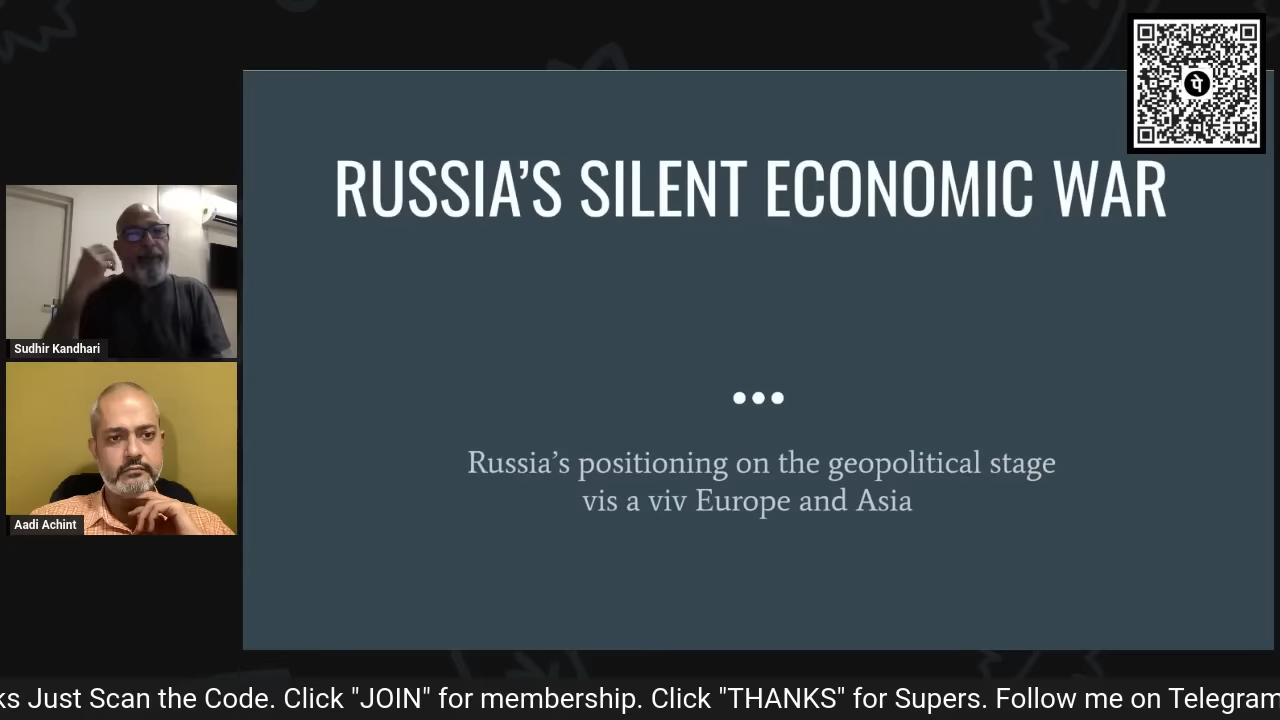 पे
RUSSIA’S SILENT ECONOMIC WAR
Sudhir Kandhari
Russia’s positioning on the geopolitical stage
vis a viv Europe and Asia
Aadi Achint
Just Scan the Code. Click "JOIN" for membership. Click "THANKS" for Supers. Follow me on Telegram